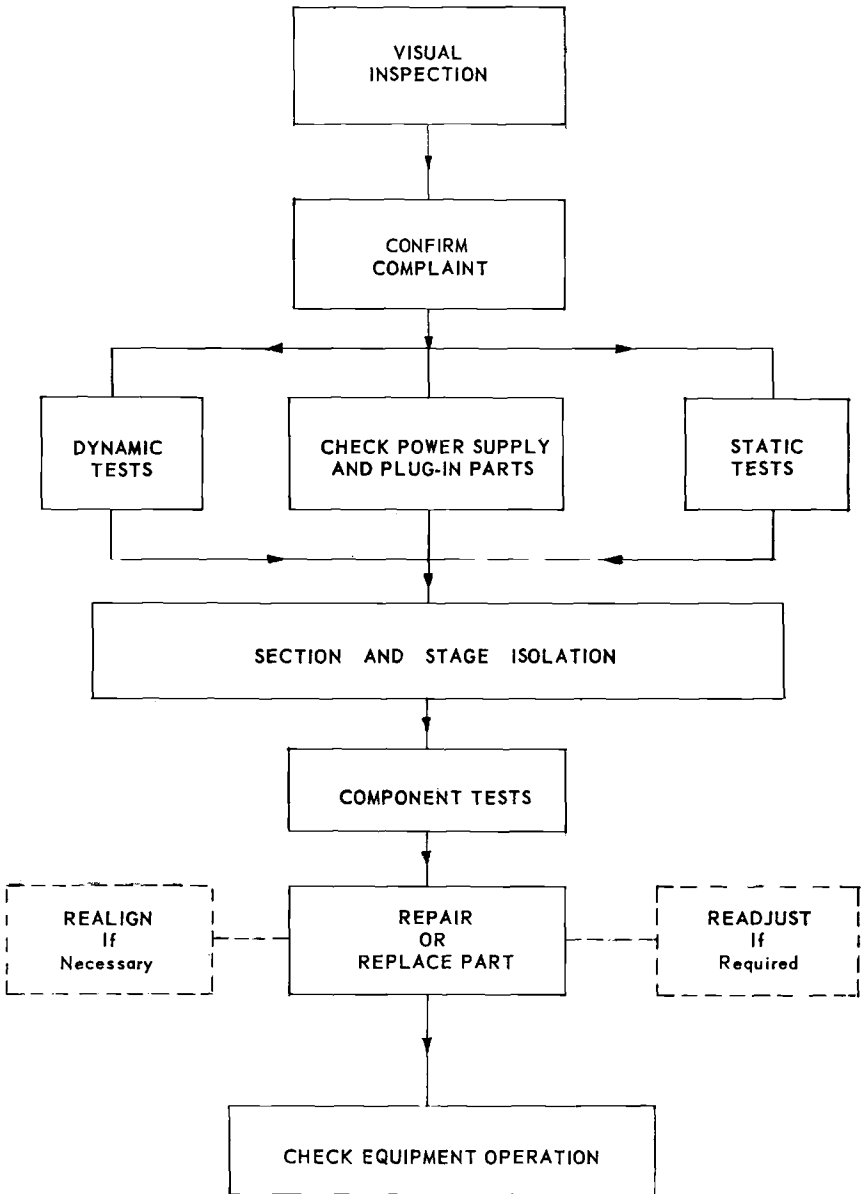 VISUAL
INSPECTION
CONFIRM
COMPLAINT
DYNAMIC
TESTS
CHECK POWER SUPPLY
AND PLUG-IN PARTS
STATIC
TESTS
SECTION AND STAGE ISOLATION
COMPONENT TESTS
REALIGN
If
Necessary
REPAIR
OR
REPLACE PART
READJUST
If
Required
CHECK EQUIPMENT OPERATION